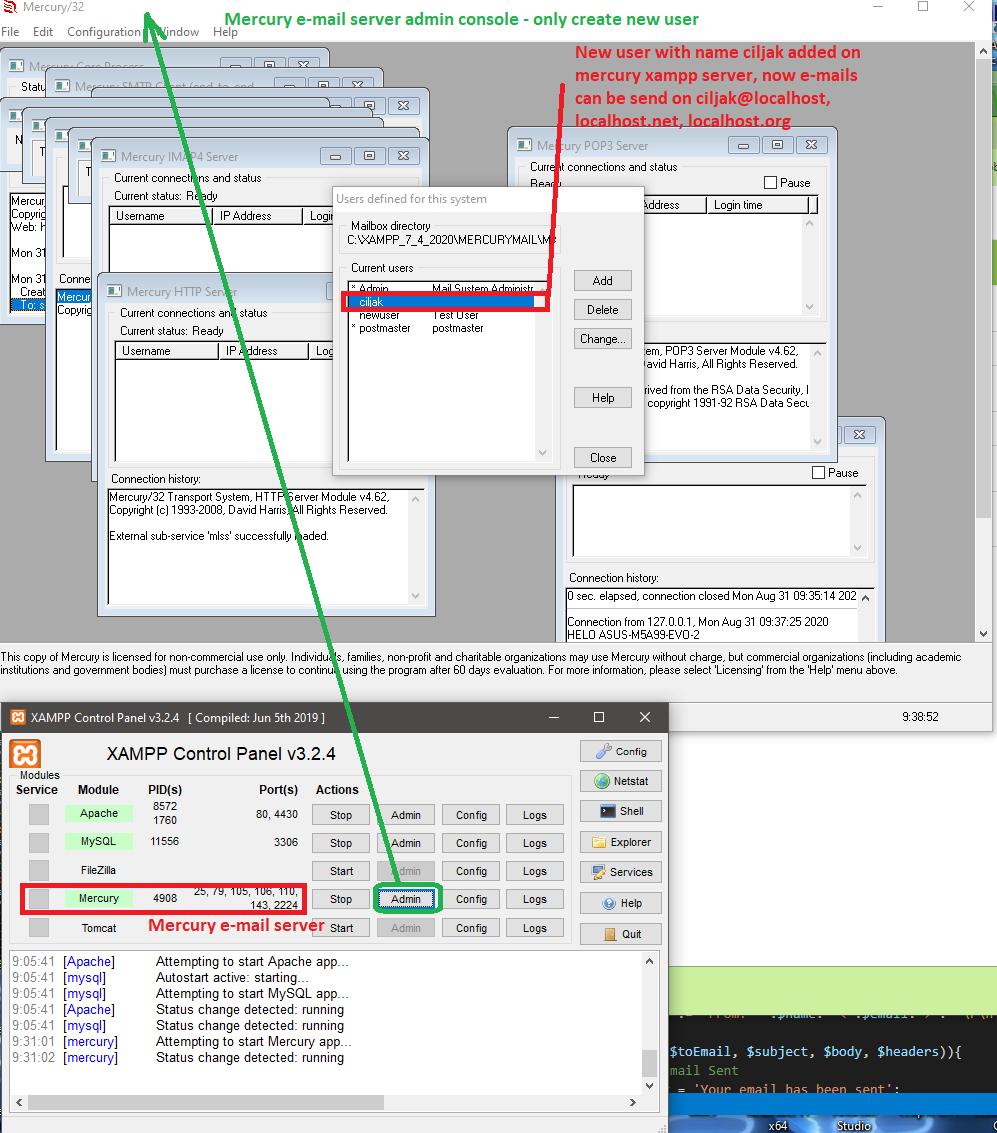 Mercury/32
Mercury e-mail server admin console - only create new user
File Edit Configuration Window Help
New user with name ciljak added on
mercury xampp server, now e-mails
can be send on ciljak@localhost,
localhost.net, localhost.org
Mercury Core Process
Mercury SMTP Client (end-to-end
Mercury IMAP4 Server
Current connections and status
Current status: Ready
Username IP Address Login
Mercury POP3 Server
Current connections and status
Ready
Pause
Address Login time
Users defined for this system
Mailbox directory
C:\XAMPP_7_4_2020\MERCURYMAIL\M
Current users
* Admin Mail System Administr
ciljak
newuser Test User
* postmaster postmaster
Add
Delete
Change...
Help
Close
Mercur
Copyrig
Web: h
Mon 31
Mon 31
Creat
To: s
Conne
Mercur
Copyrig
Mercury HTTP Server
Current connections and status
Current status: Ready
Username IP Address Log
Connection history:
Mercury/32 Transport System, HTTP Server Module v4.62,
Copyright (c) 1993-2008, David Harris, All Rights Reserved.
External sub-service 'mlss' successfully loaded.
em, POP3 Server Module v4.62,
avid Harris, All Rights Reserved.
rived from the RSA Data Security, I
copyright 1991-92 RSA Data Secu
Ready
Pause
Connection history:
0 sec. elapsed, connection closed Mon Aug 31 09:35:14 202
Connection from 127.0.0.1, Mon Aug 31 09:37:25 2020
HELO ASUS-M5A99-EVO-2
This copy of Mercury is licensed for non-commercial use only. Individuals, families, non-profit and charitable organizations may use Mercury without charge, but commercial organizations (including academic
institutions and government bodies) must purchase a license to continue using the program after 60 days evaluation. For more information, please select 'Licensing' from the 'Help' menu above.
9:38:52
XAMPP Control Panel v3.2.4 [ Compiled: Jun 5th 2019 ]
XAMPP Control Panel v3.2.4
Modules
Service Module PID(s) Port(s) Actions
Apache 8572 1760 80, 4430 Stop Admin Config Logs
MySQL 11556 3306 Stop Admin Config Logs
FileZilla Start Admin Config Logs
Mercury 4908 25, 79, 105, 106, 110, 143, 2224 Stop Admin Config Logs
Mercury e-mail server
Tomcat Start Admin Config Logs
Config
Netstat
Shell
Explorer
Services
Help
Quit
9:05:41 [Apache] Attempting to start Apache app...
9:05:41 [mysql] Autostart active: starting...
9:05:41 [mysql] Attempting to start MySQL app...
9:05:41 [Apache] Status change detected: running
9:05:41 [mysql] Status change detected: running
9:31:01 [mercury] Attempting to start Mercury app...
9:31:02 [mercury] Status change detected: running
$toEmail, $subject, $body, $headers)){
mail Sent
= 'Your email has been sent';
x64 Studio